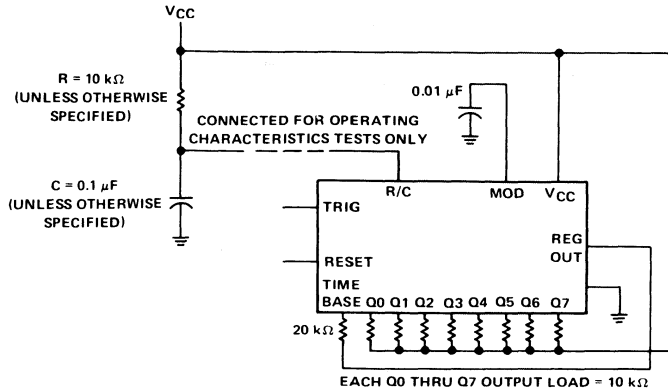 VCC
R = 10 kΩ
(UNLESS OTHERWISE
SPECIFIED)
0.01 µF
CONNECTED FOR OPERATING
CHARACTERISTICS TESTS ONLY
C = 0.1 µF
(UNLESS OTHERWISE
SPECIFIED)
R/C MOD VCC
TRIG
REG
OUT
RESET
TIME
BASE Q0 Q1 Q2 Q3 Q4 Q5 Q6 Q7
20 kΩ
EACH Q0 THRU Q7 OUTPUT LOAD = 10 kΩ